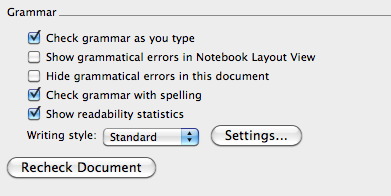 Grammar
Check grammar as you type
Show grammatical errors in Notebook Layout View
Hide grammatical errors in this document
Check grammar with spelling
Show readability statistics
Writing style: Standard Settings...
Recheck Document